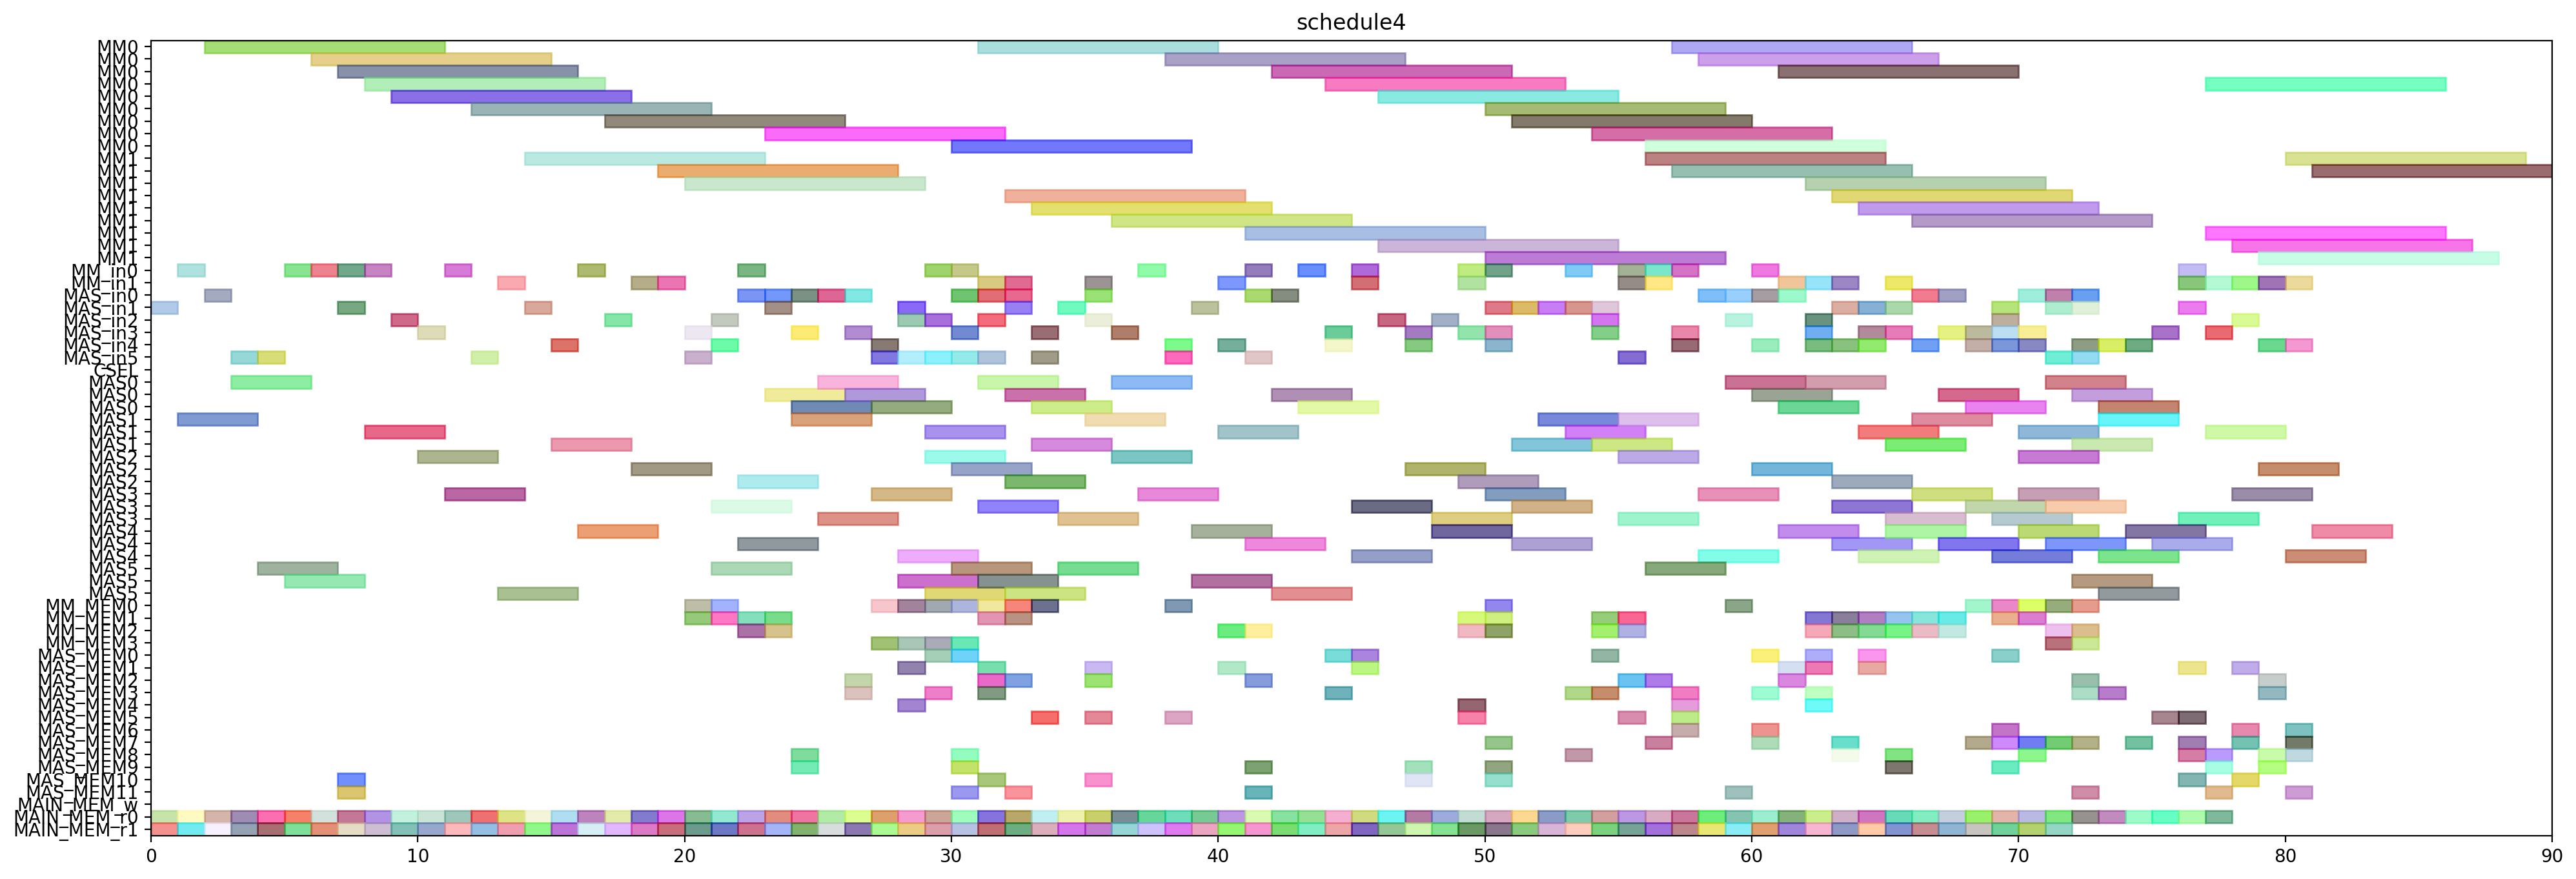 schedule4
MM0
MM0
MM0
MM0
MM0
MM0
MM0
MM0
MM0
MM1
MM1
MM1
MM1
MM1
MM1
MM1
MM1
MM1
MM_in0
MM_in1
MAS_in0
MAS_in1
MAS_in2
MAS_in3
MAS_in4
MAS_in5
CSEL
MAS0
MAS0
MAS0
MAS1
MAS1
MAS1
MAS2
MAS2
MAS2
MAS3
MAS3
MAS3
MAS4
MAS4
MAS4
MAS5
MAS5
MAS5
MM_MEM0
MM_MEM1
MM_MEM2
MM_MEM3
MAS_MEM0
MAS_MEM1
MAS_MEM2
MAS_MEM3
MAS_MEM4
MAS_MEM5
MAS_MEM6
MAS_MEM7
MAS_MEM8
MAS_MEM9
MAS_MEM10
MAS_MEM11
MAIN_MEM_w
MAIN_MEM_r0
MAIN_MEM_r1
0 10 20 30 40 50 60 70 80 90